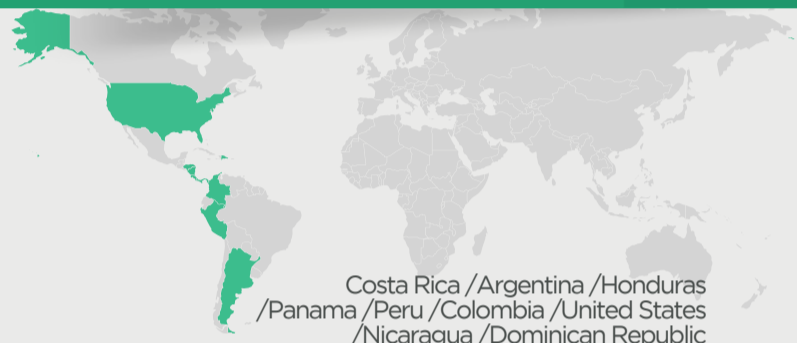 Costa Rica /Argentina /Honduras
/Panama /Peru /Colombia /United States
/Nicaragua /Dominican Republic